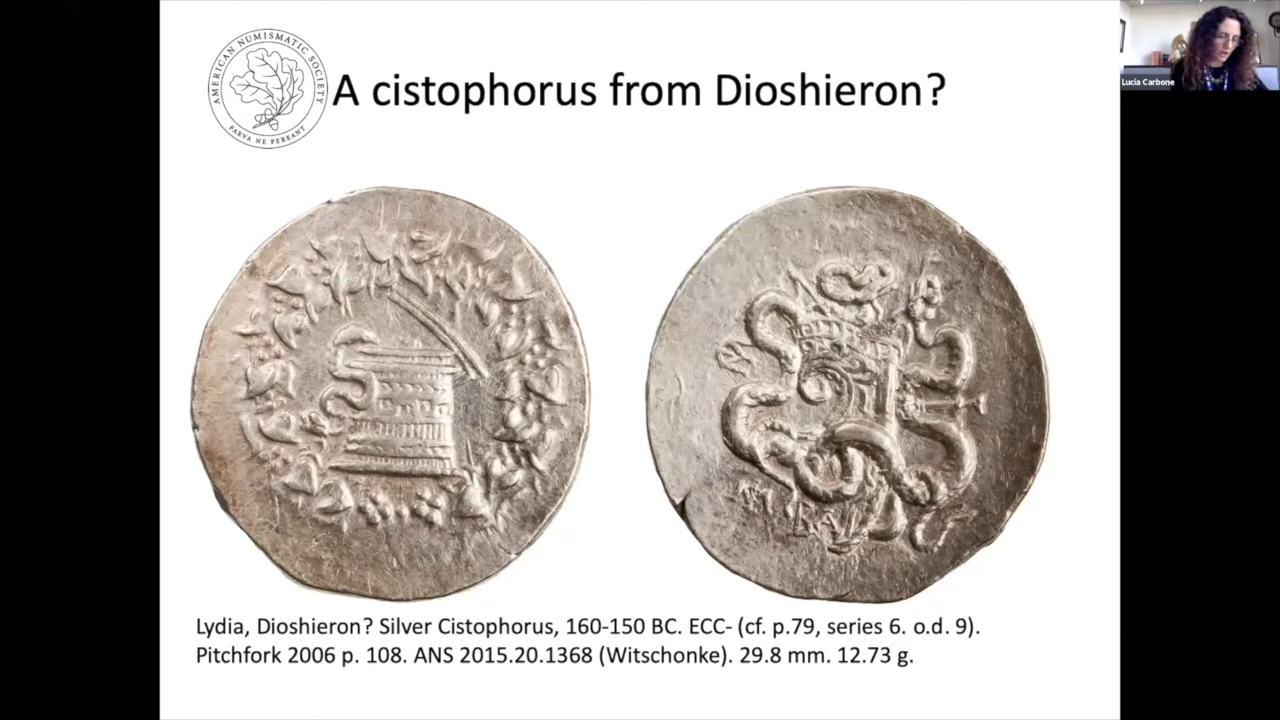 AMERICAN NUMISMATIC SOCIETY
PARVA NE PEREANT
A cistophorus from Dioshieron?
Lucia Carbone
Lydia, Dioshieron? Silver Cistophorus, 160-150 BC. ECC- (cf. p.79, series 6. o.d. 9).
Pitchfork 2006 p. 108. ANS 2015.20.1368 (Witschonke). 29.8 mm. 12.73 g.